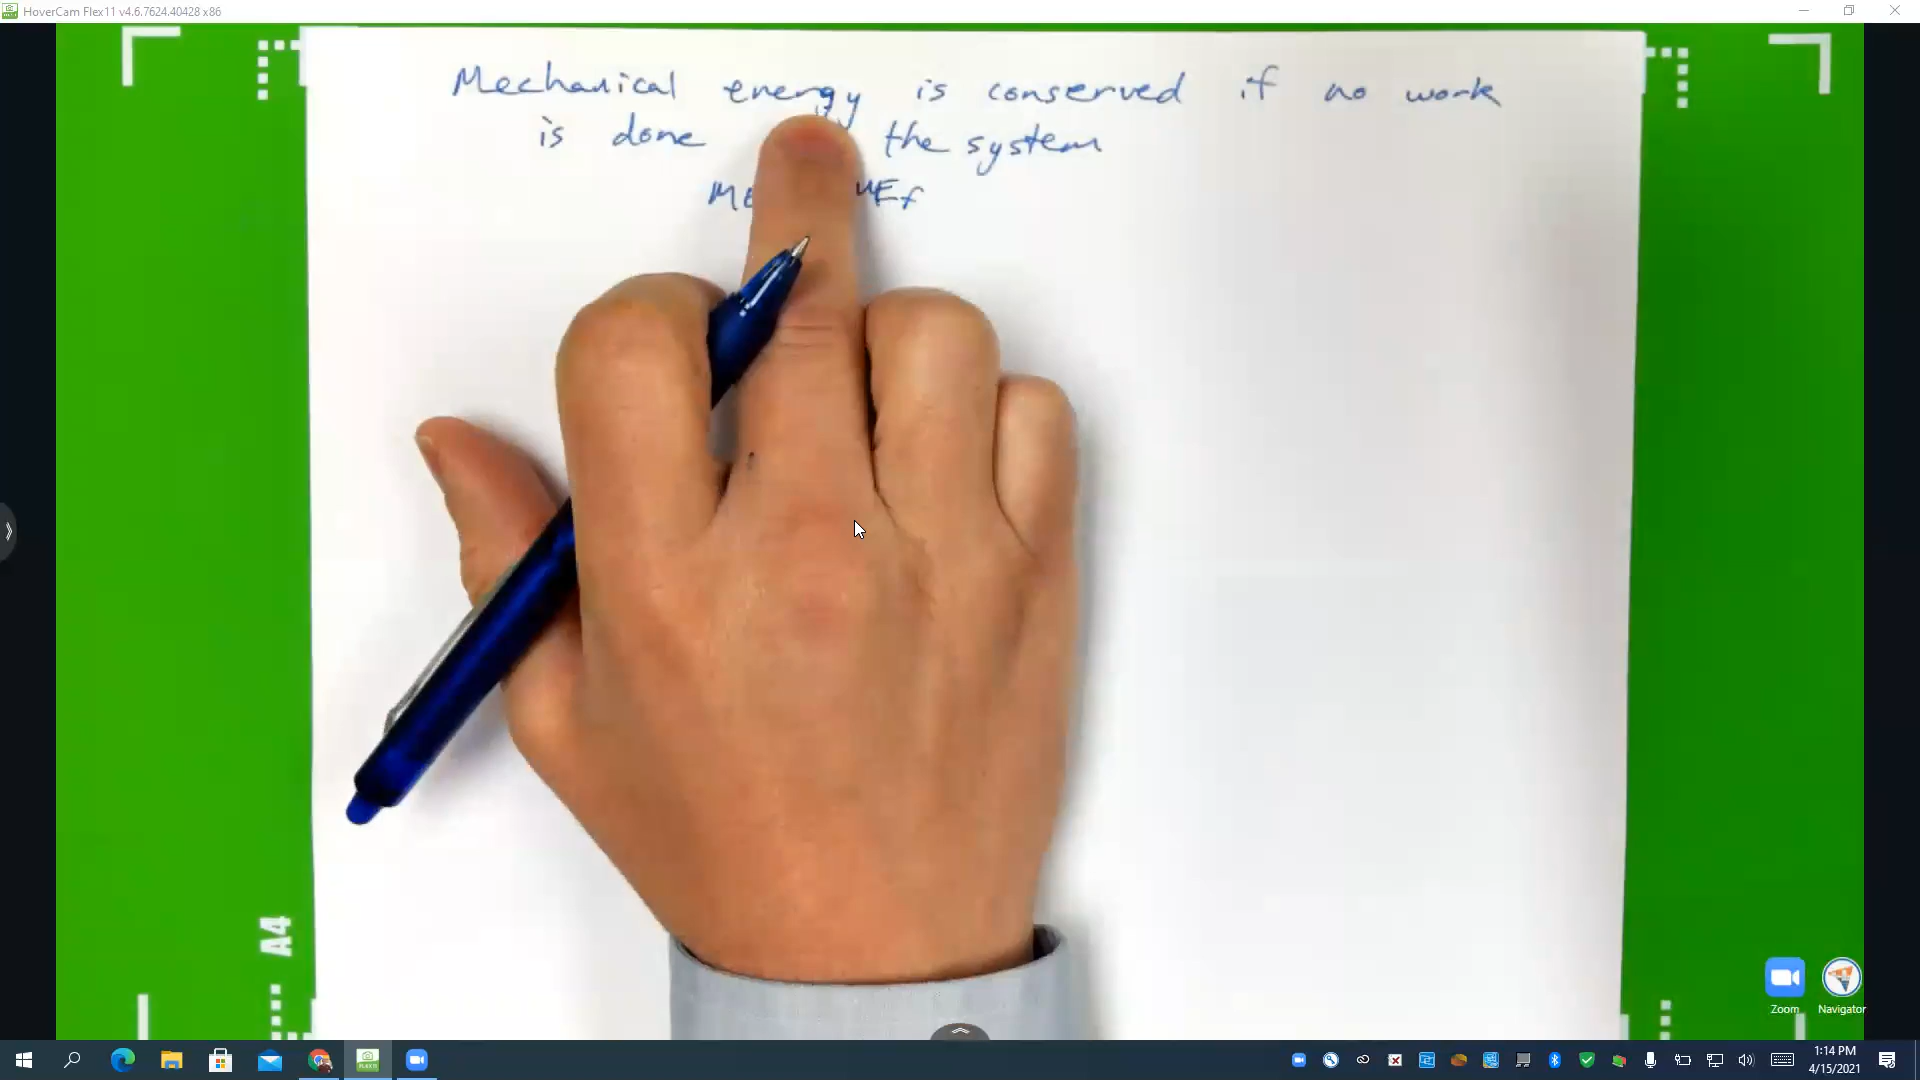 HoverCam Flex11 v4.6.7624.40428 x86
Mechanical energy is conserved if no work
is done the system
MEf
A4
Zoom
Navigator
1:14 PM
4/15/2021